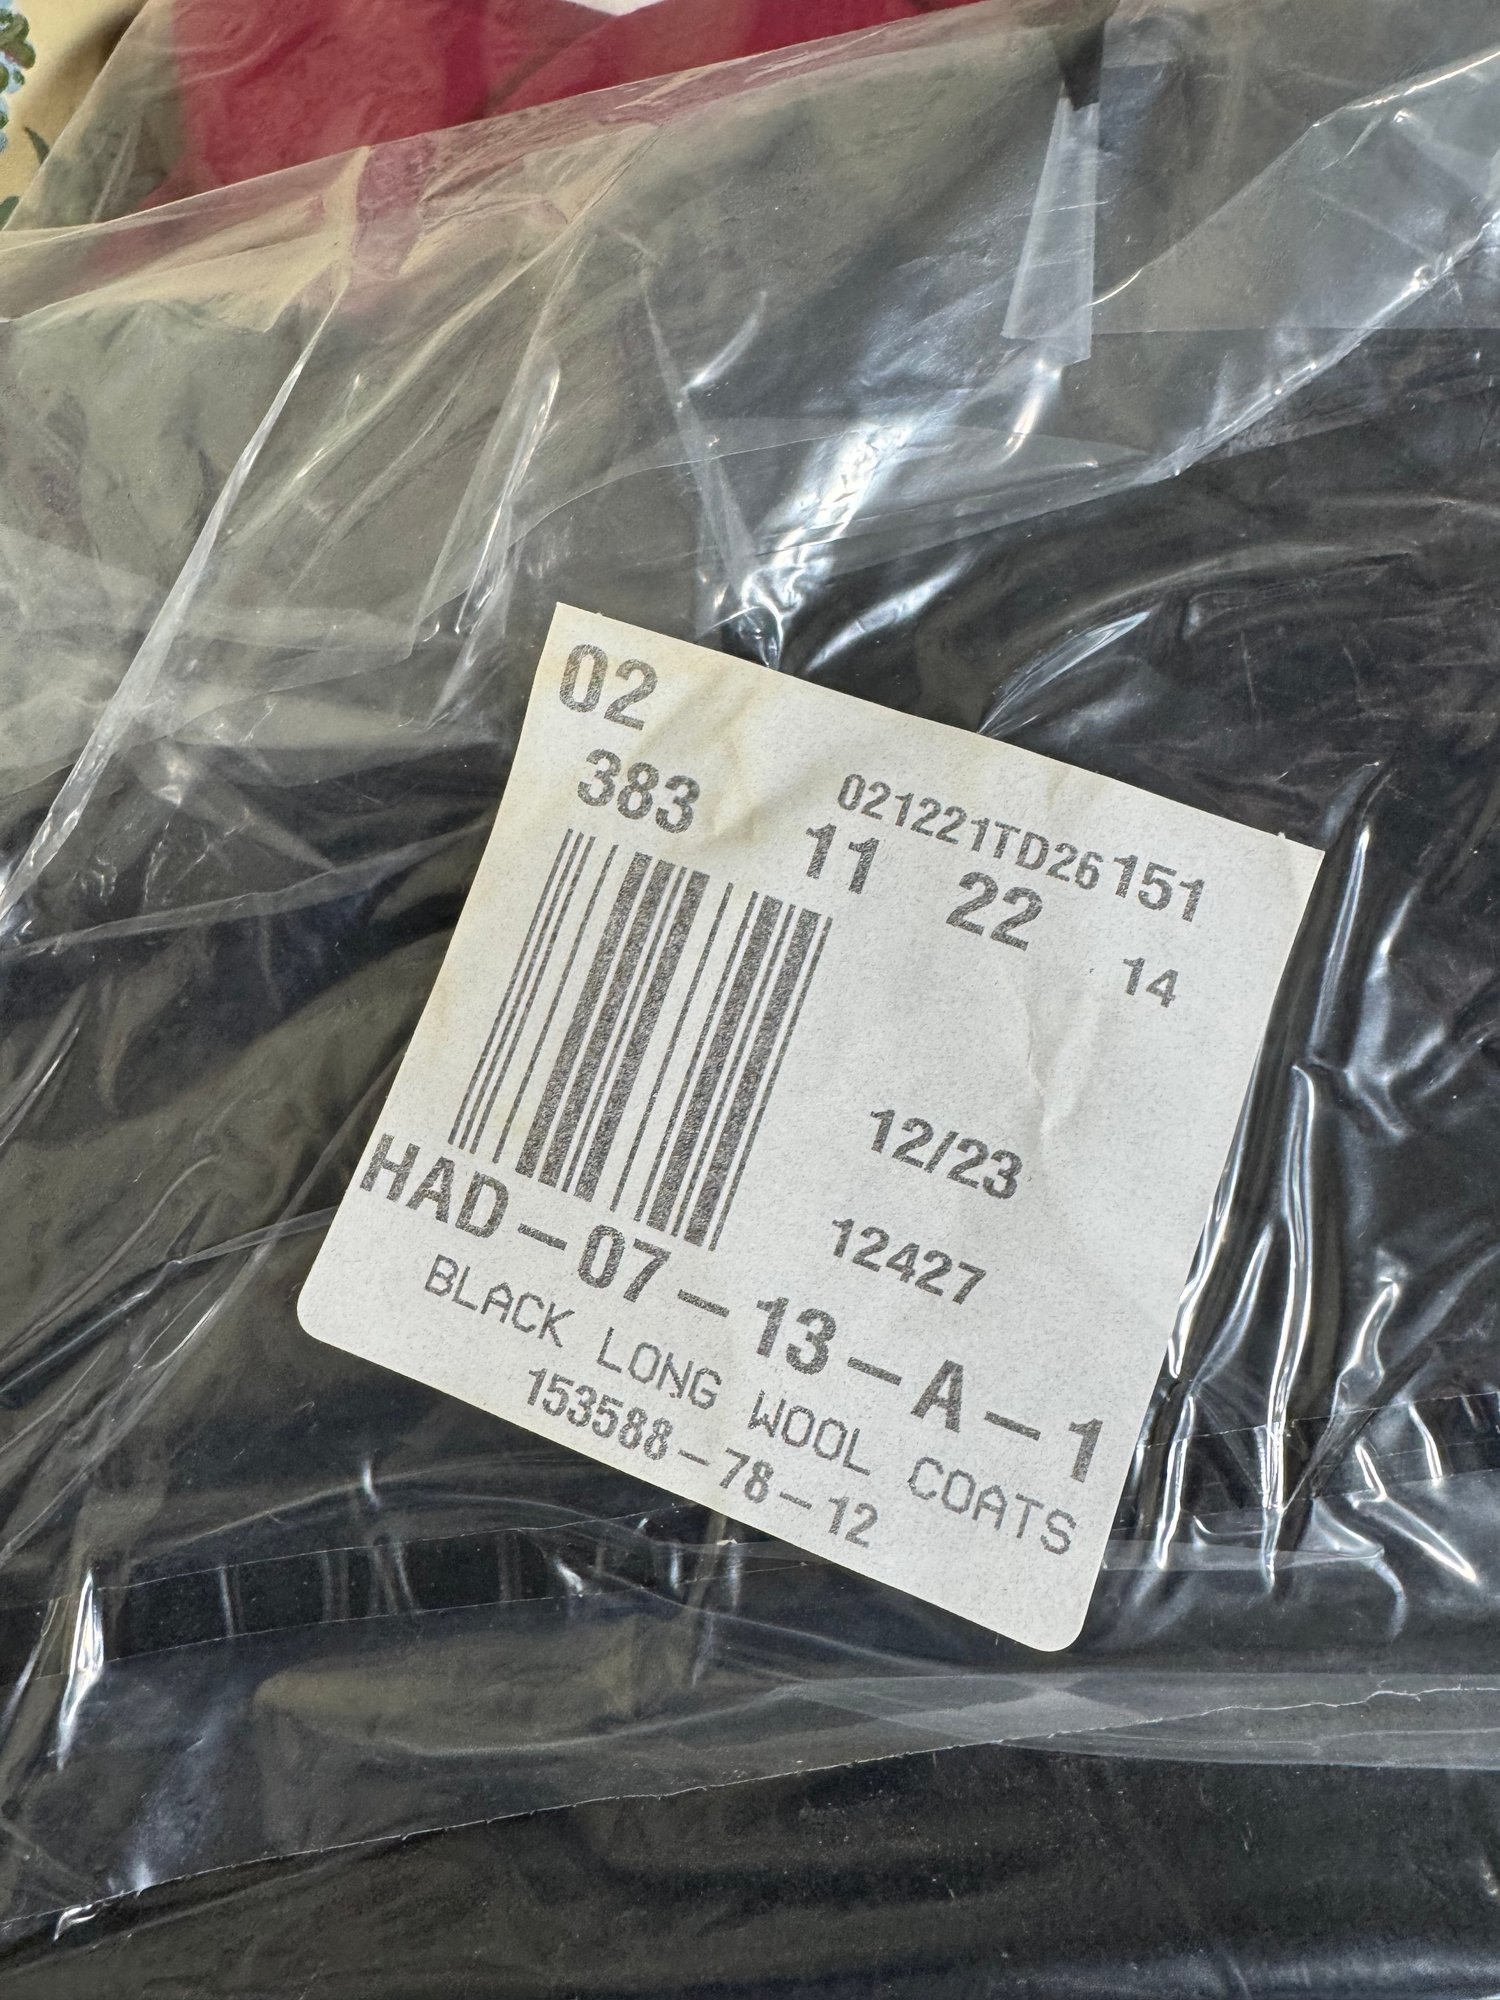 02
021221TD26151
383 11 22
14
12/23
12427
HAD-07-13-A-1
BLACK LONG WOOL COATS
153588-78-12